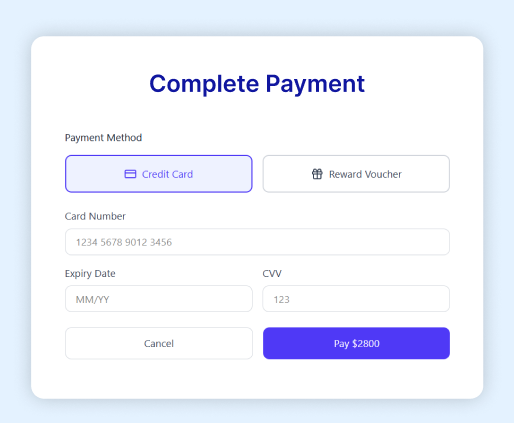 Complete Payment
Payment Method
Credit Card
Reward Voucher
Card Number
1234 5678 9012 3456
Expiry Date
CVV
MM/YY
123
Cancel
Pay $2800